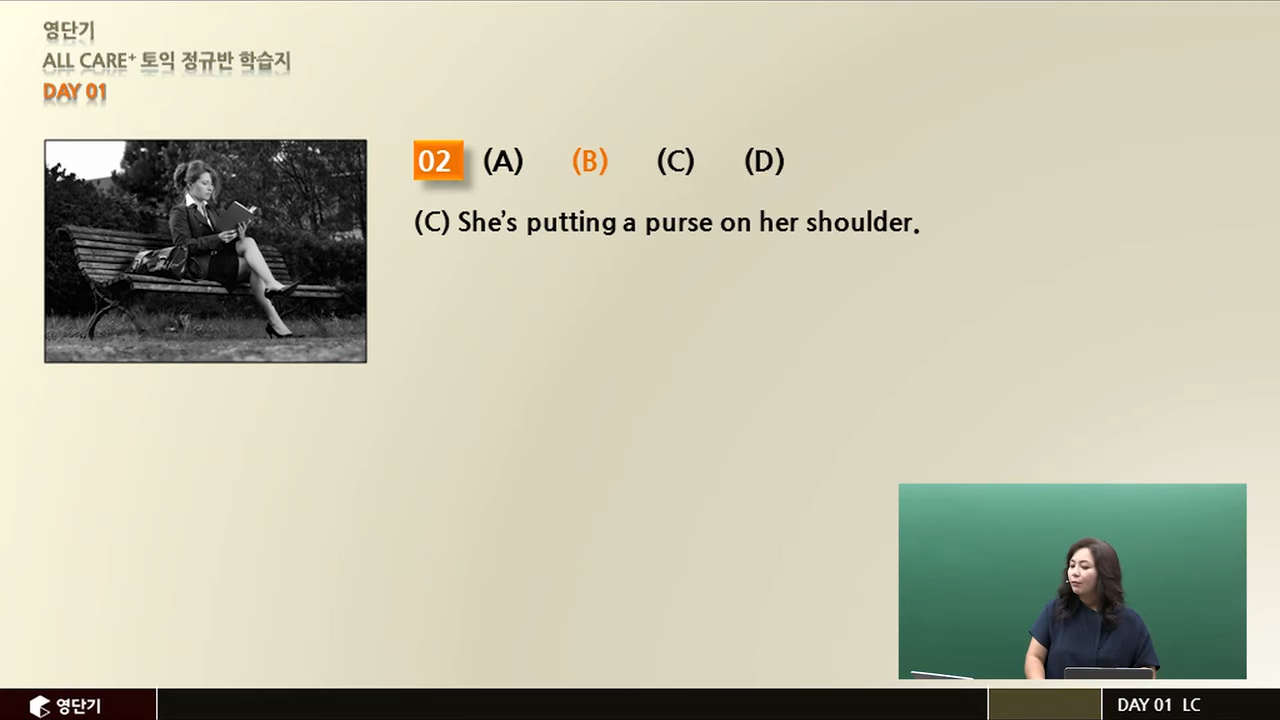 영단기
ALL CARE+ 토익 정규반 학습지
DAY 01
02 (A) (B) (C) (D)
(C) She's putting a purse on her shoulder.
영단기
DAY 01 LC